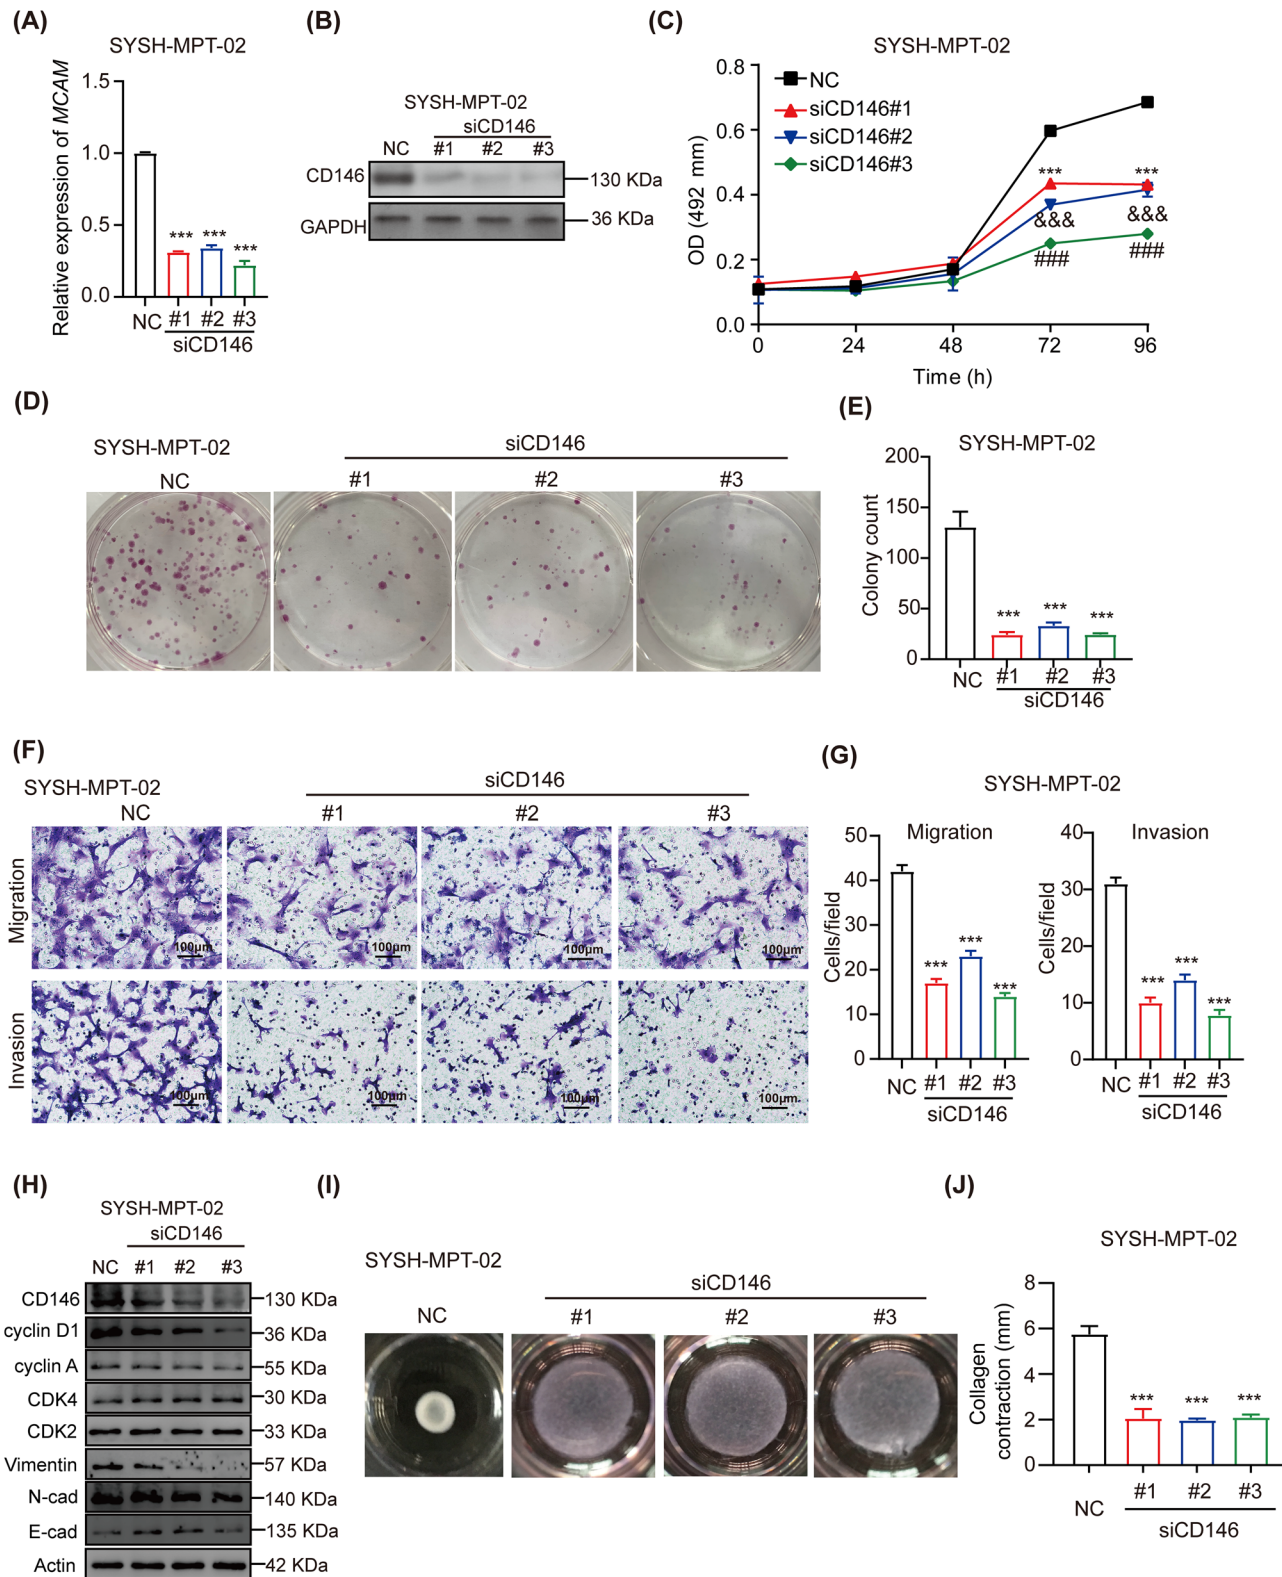 (A)
SYSH-MPT-02
Relative expression of MCAM
1.5
1.0
0.5
0.0
***
***
***
NC #1 #2 #3
siCD146
(B)
SYSH-MPT-02
siCD146
NC #1 #2 #3
CD146
130 KDa
GAPDH
36 KDa
(C)
SYSH-MPT-02
OD (492 mm)
0.8
0.6
0.4
0.2
0.0
NC
siCD146#1
siCD146#2
siCD146#3
*** ***
&&& &&&
### ###
0 24 48 72 96
Time (h)
(D)
SYSH-MPT-02
siCD146
NC #1 #2 #3
(E)
SYSH-MPT-02
Colony count
200
150
100
50
0
*** *** ***
NC #1 #2 #3
siCD146
(F)
SYSH-MPT-02
siCD146
NC #1 #2 #3
Migration
100μm 100μm 100μm 100μm
Invasion
100μm 100μm 100μm 100μm
(G)
SYSH-MPT-02
Migration
Cells/field
50
40
30
20
10
0
*** *** ***
NC #1 #2 #3
siCD146
Invasion
Cells/field
40
30
20
10
0
*** *** ***
NC #1 #2 #3
siCD146
(H)
SYSH-MPT-02
siCD146
NC #1 #2 #3
CD146 130 KDa
cyclin D1 36 KDa
cyclin A 55 KDa
CDK4 30 KDa
CDK2 33 KDa
Vimentin 57 KDa
N-cad 140 KDa
E-cad 135 KDa
Actin 42 KDa
(I)
SYSH-MPT-02
siCD146
NC #1 #2 #3
(J)
SYSH-MPT-02
Collagen
contraction (mm)
8
6
4
2
0
*** *** ***
NC #1 #2 #3
siCD146